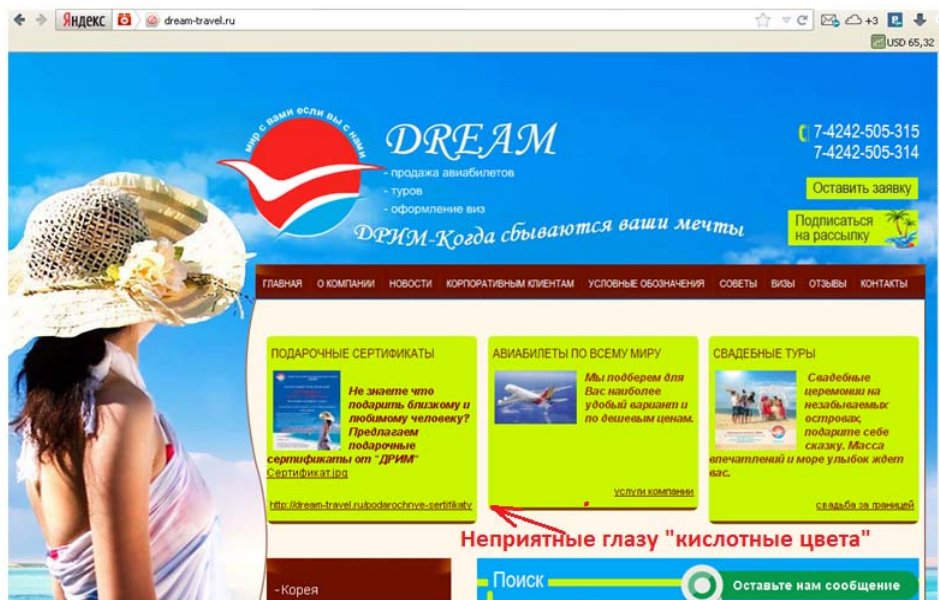 Яндекс
dream-travel.ru
+3
USD 65,32
мир с вами если вы с нами
DREAM
- продажа авиабилетов
- туров
- оформление виз
ДРИМ-Когда сбываются ваши мечты
7-4242-505-315
7-4242-505-314
Оставить заявку
Подписаться
на рассылку
ГЛАВНАЯ О КОМПАНИИ НОВОСТИ КОРПОРАТИВНЫМ КЛИЕНТАМ УСЛОВНЫЕ ОБОЗНАЧЕНИЯ СОВЕТЫ ВИЗЫ ОТЗЫВЫ КОНТАКТЫ
ПОДАРОЧНЫЕ СЕРТИФИКАТЫ
Не знаете что
подарить близкому и
любимому человеку?
Предлагаем
подарочные
сертификаты от "ДРИМ"
Сертификат.jpg
http://dream-travel.ru/podarochnye-sertifikaty
АВИАБИЛЕТЫ ПО ВСЕМУ МИРУ
Мы подберем для
Вас наиболее
удобый вариант и
по дешевым ценам.
услуги компании
СВАДЕБНЫЕ ТУРЫ
Свадебные
церемонии на
незабываемых
островах,
подарите себе
сказку. Масса
впечатлений и море улыбок ждет
вас.
свадьба за границей
Неприятные глазу "кислотные цвета"
-Корея
Поиск
Оставьте нам сообщение